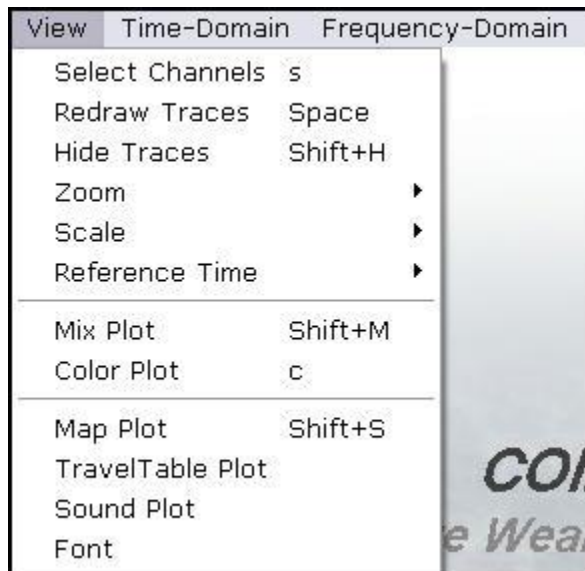 View Time-Domain Frequency-Domain
Select Channels s
Redraw Traces Space
Hide Traces Shift+H
Zoom
Scale
Reference Time
Mix Plot Shift+M
Color Plot c
Map Plot Shift+S
TravelTable Plot
Sound Plot
Font